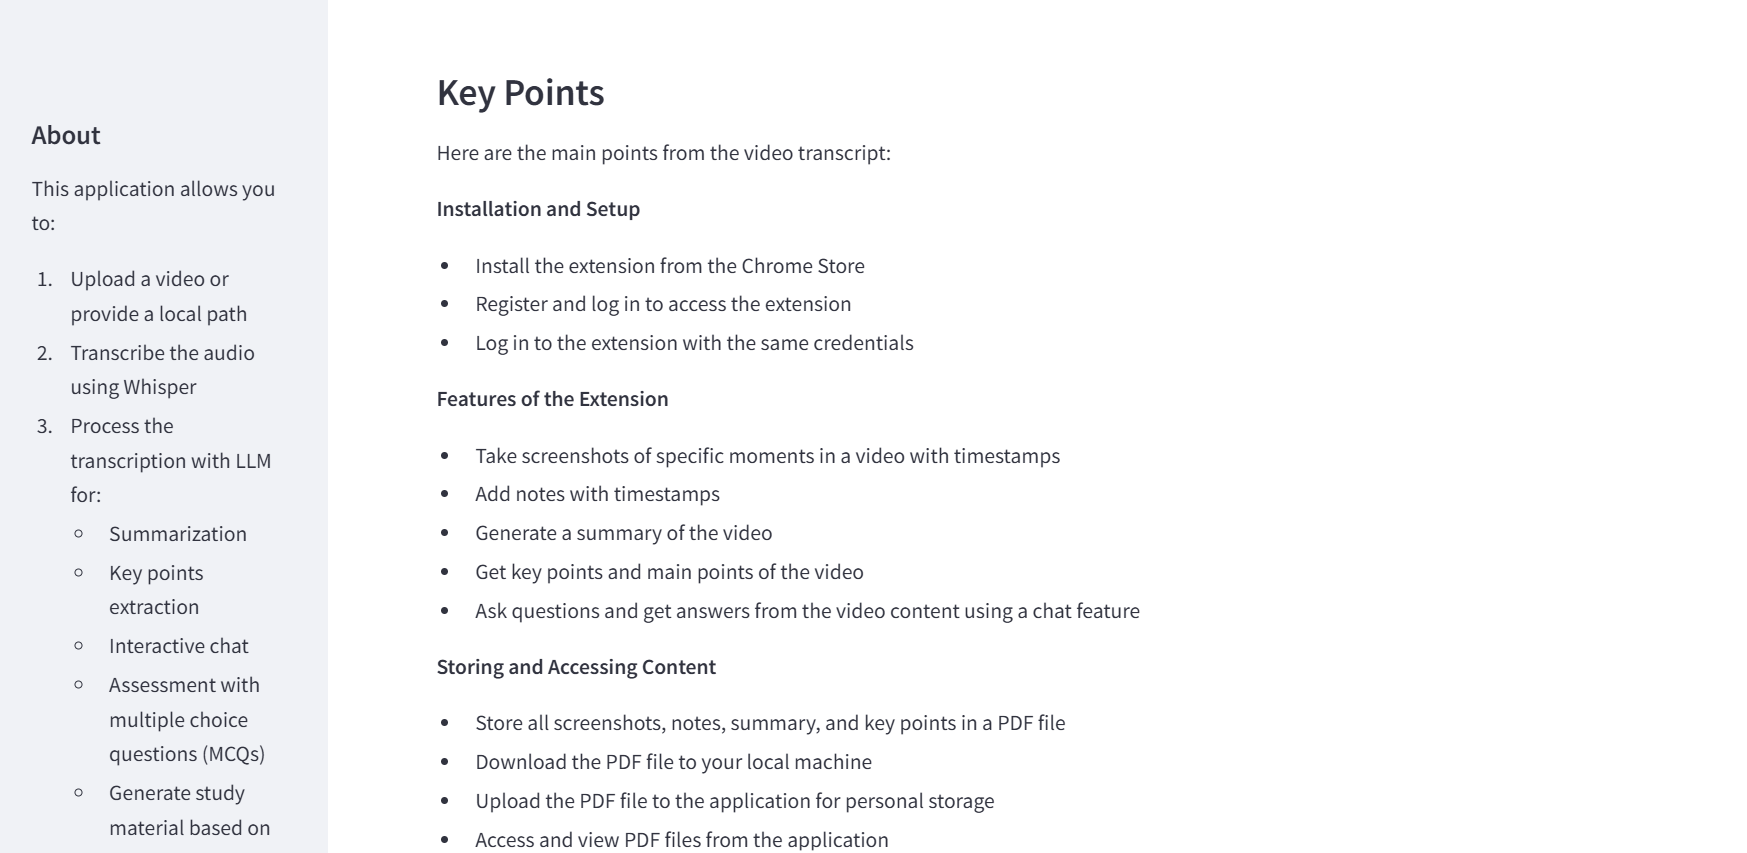 About
This application allows you
to:
1. Upload a video or
provide a local path
2. Transcribe the audio
using Whisper
3. Process the
transcription with LLM
for:
Summarization
Key points
extraction
Interactive chat
Assessment with
multiple choice
questions (MCQs)
Generate study
material based on
Key Points
Here are the main points from the video transcript:
Installation and Setup
Install the extension from the Chrome Store
Register and log in to access the extension
Log in to the extension with the same credentials
Features of the Extension
Take screenshots of specific moments in a video with timestamps
Add notes with timestamps
Generate a summary of the video
Get key points and main points of the video
Ask questions and get answers from the video content using a chat feature
Storing and Accessing Content
Store all screenshots, notes, summary, and key points in a PDF file
Download the PDF file to your local machine
Upload the PDF file to the application for personal storage
Access and view PDF files from the application